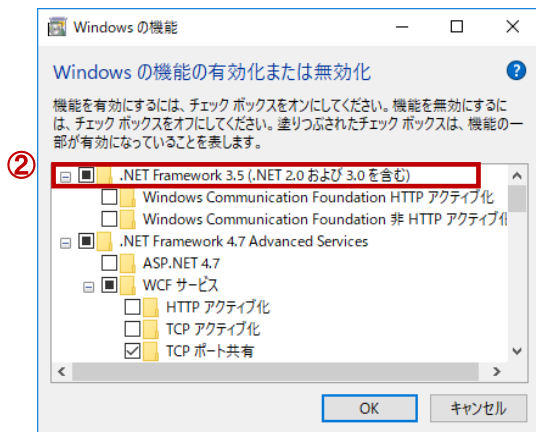 Windows の機能
Windows の機能の有効化または無効化
機能を有効にするには、チェック ボックスをオンにしてください。機能を無効にするに
は、チェック ボックスをオフにしてください。塗りつぶされたチェック ボックスは、機能の一
部が有効になっていることを表します。
②
.NET Framework 3.5 (.NET 2.0 および 3.0 を含む)
Windows Communication Foundation HTTP アクティブ化
Windows Communication Foundation 非 HTTP アクティブ化
.NET Framework 4.7 Advanced Services
ASP.NET 4.7
WCF サービス
HTTP アクティブ化
TCP アクティブ化
TCP ポート共有
OK キャンセル